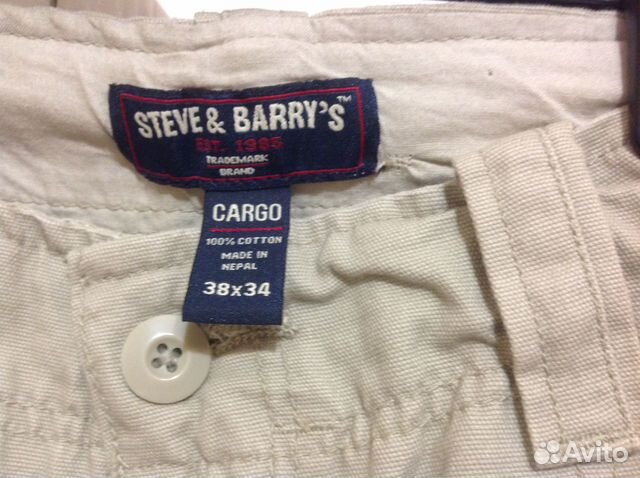 STEVE & BARRY'S™
EST. 1985
TRADEMARK
BRAND
CARGO
100% COTTON
MADE IN
NEPAL
38x34
Avito